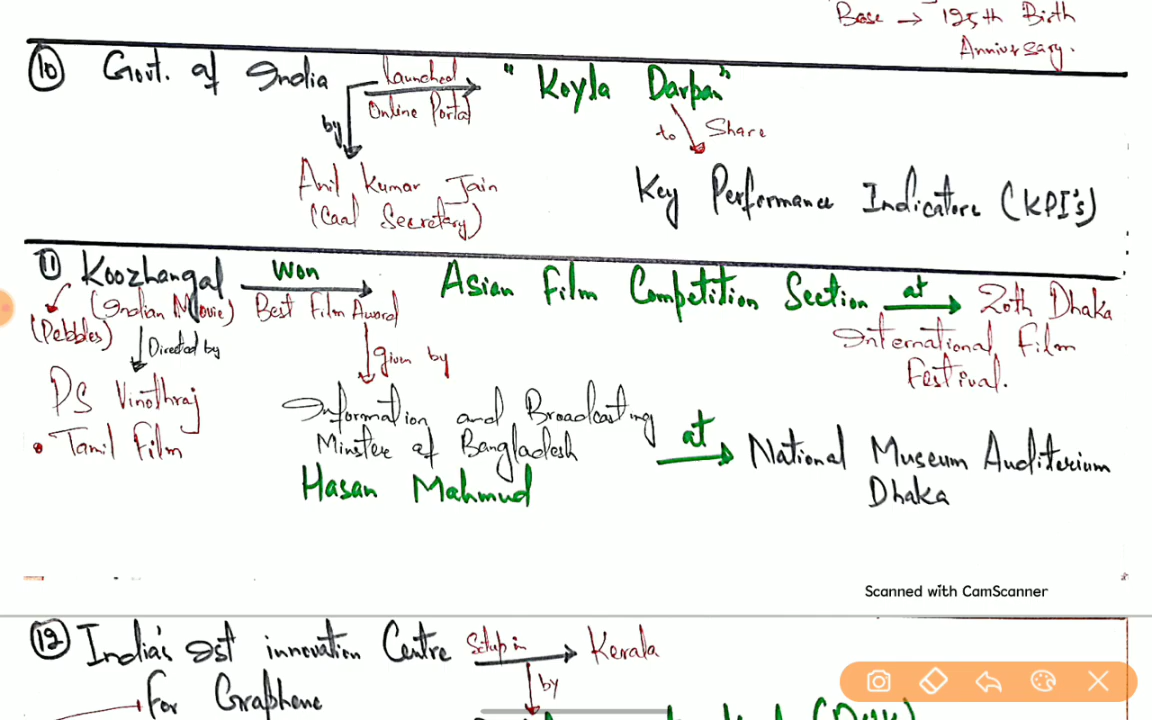 Base → 125th Birth
Anniversary.
10 Govt. of India launched "Koyla Darpan"
Online Portal
by to Share
Anil Kumar Jain Key Performance Indicators (KPI's)
(Coal Secretary)
11 Koozhangal Won Asian Film Competition Section at 20th Dhaka
(Indian Movie) Best Film Award International Film
(Pebbles) Directed by given by Festival.
PS Vinothraj Information and Broadcasting
• Tamil Film Minster of Bangladesh at National Museum Auditorium
Hasan Mahmud Dhaka
Scanned with CamScanner
12 India's 1st innovation Centre Setup in Kerala
For Graphene by